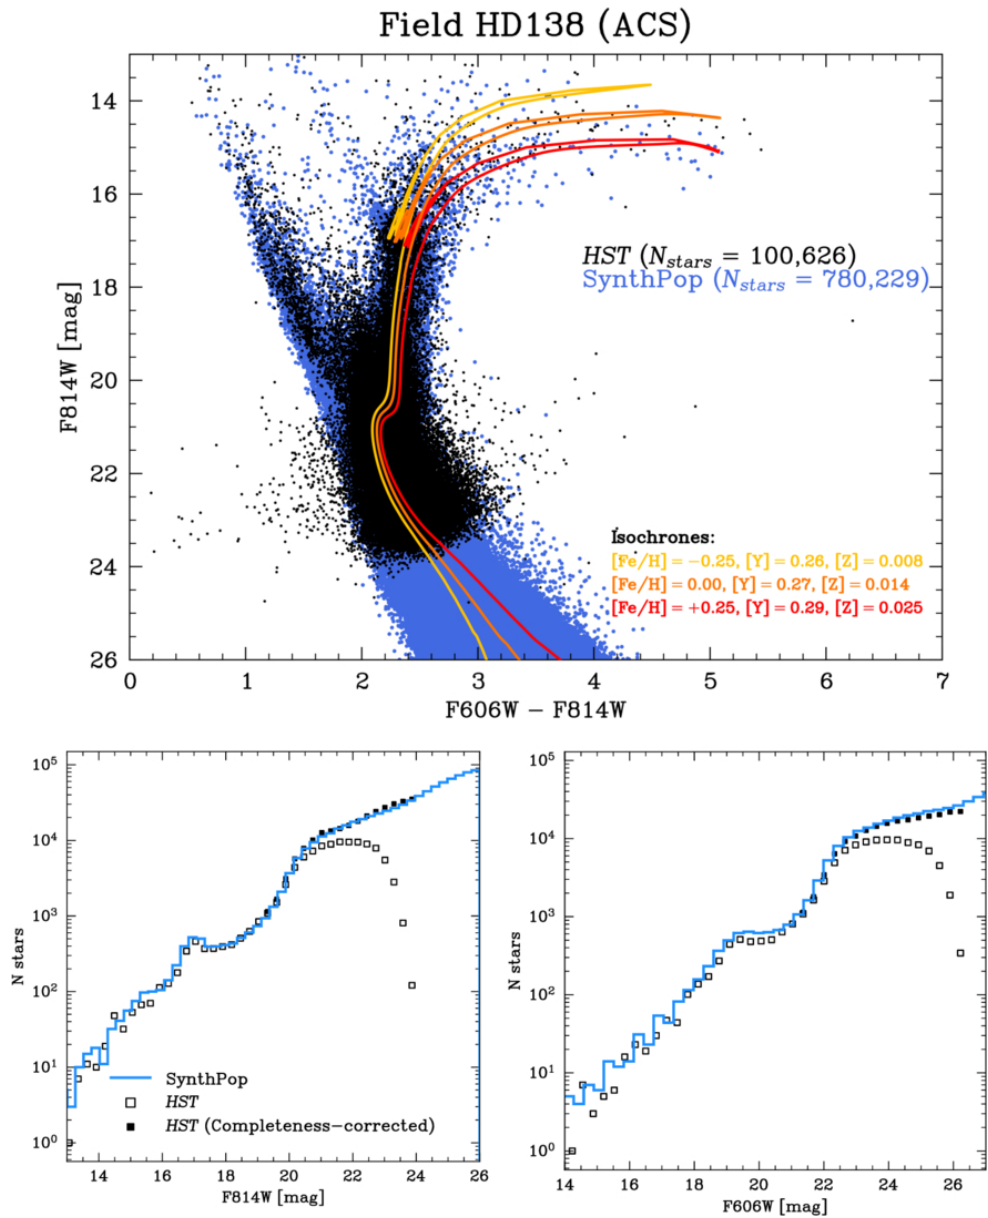 Field HD138 (ACS)
14
16
18
20
22
24
26
F814W [mag]
HST (N_stars = 100,626)
SynthPop (N_stars = 780,229)
Isochrones:
[Fe/H] = −0.25, [Y] = 0.26, [Z] = 0.008
[Fe/H] = 0.00, [Y] = 0.27, [Z] = 0.014
[Fe/H] = +0.25, [Y] = 0.29, [Z] = 0.025
0 1 2 3 4 5 6 7
F606W − F814W
10^5
10^4
10^3
10^2
10^1
10^0
N stars
SynthPop
HST
HST (Completeness−corrected)
14 16 18 20 22 24 26
F814W [mag]
10^5
10^4
10^3
10^2
10^1
10^0
N stars
14 16 18 20 22 24 26
F606W [mag]